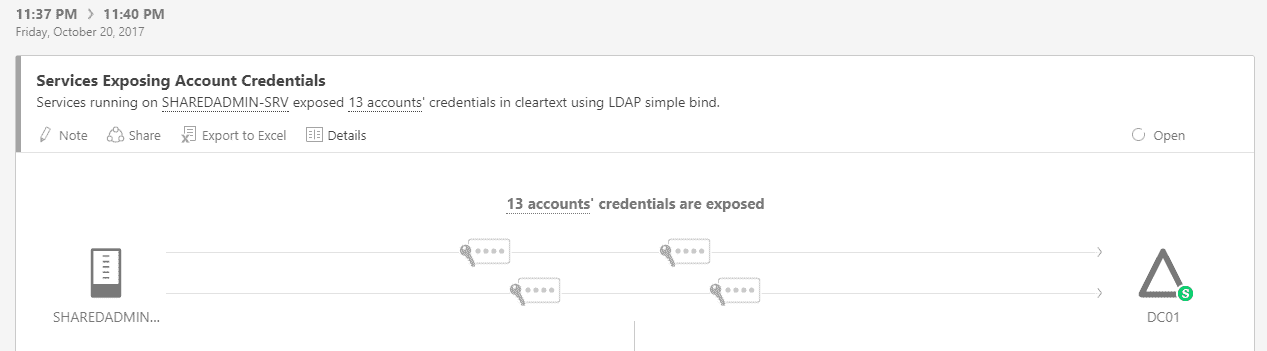 11:37 PM > 11:40 PM
Friday, October 20, 2017
Services Exposing Account Credentials
Services running on SHAREDADMIN-SRV exposed 13 accounts' credentials in cleartext using LDAP simple bind.
Note Share Export to Excel Details Open
13 accounts' credentials are exposed
SHAREDADMIN... DC01
S